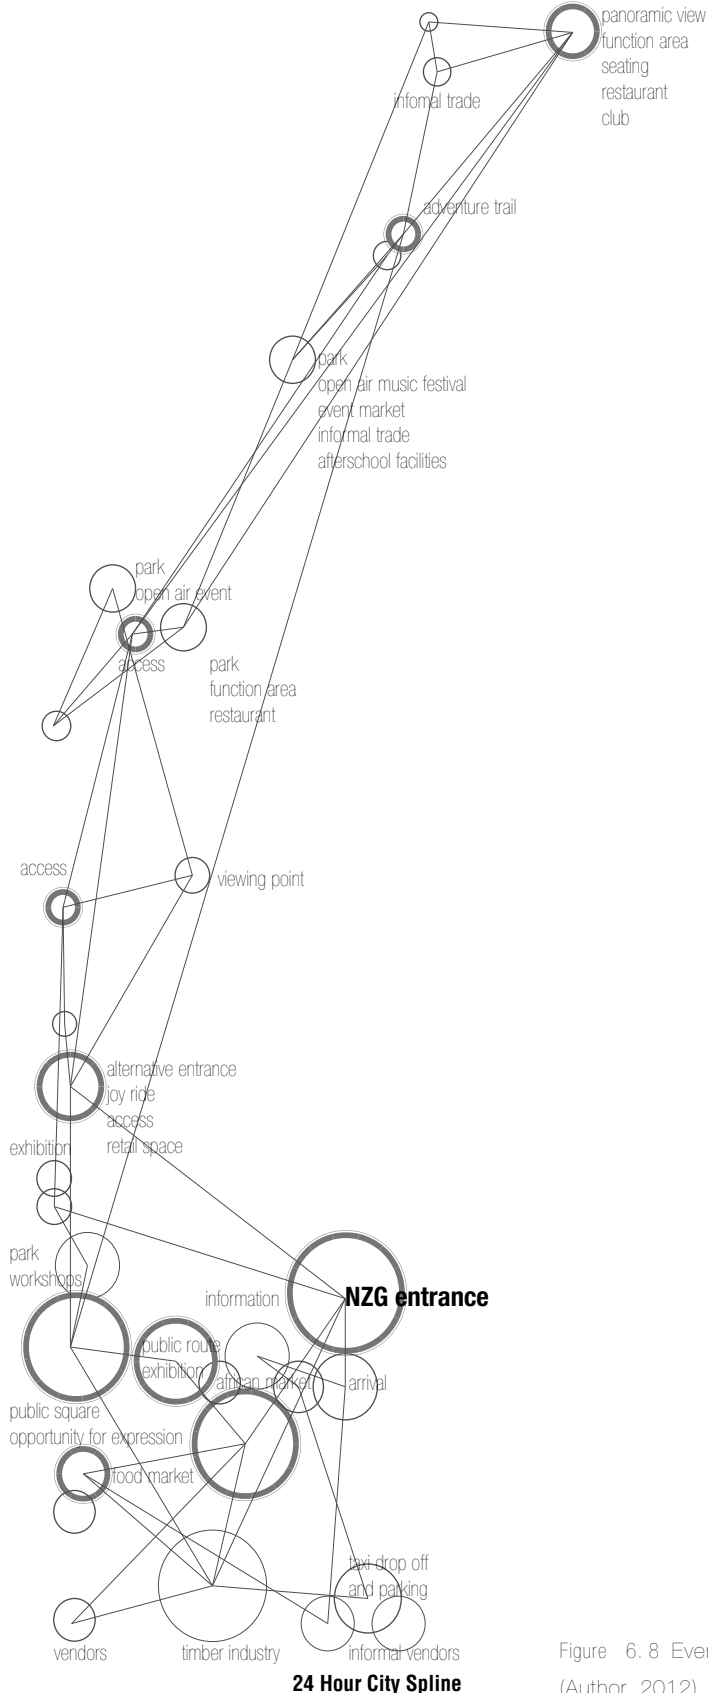 panoramic view
function area
seating
restaurant
club
infomal trade
adventure trail
park
open air music festival
event market
informal trade
afterschool facilities
park
open air event
access
park
function area
restaurant
access
viewing point
alternative entrance
joy ride
access
retail space
exhibition
park
workshops
information
NZG entrance
public route
exhibition
african market
arrival
public square
opportunity for expression
food market
taxi drop off
and parking
vendors
timber industry
informal vendors
24 Hour City Spline
Figure 6.8 Even
(Author, 2012)